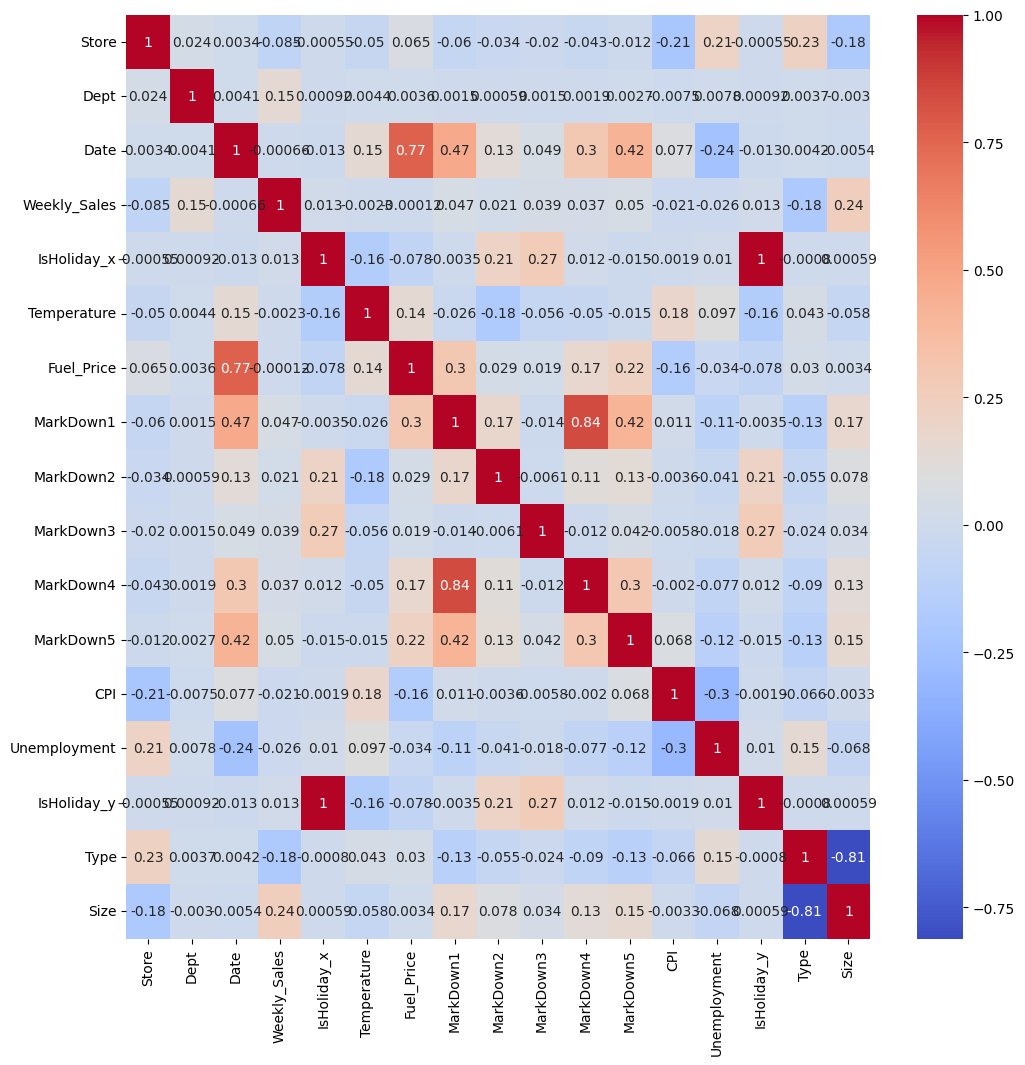 Store 1 0.024 0.0034 -0.085 -0.00055 -0.05 0.065 -0.06 -0.034 -0.02 -0.043 -0.012 -0.21 0.21 -0.00055 0.23 -0.18
Dept 0.024 1 0.0041 0.15 0.00092 0.0044 0.0036 0.0015 0.00059 0.0015 0.0019 0.0027 -0.0075 0.0078 0.00092 0.0037 -0.003
Date 0.0034 0.0041 1 -0.00066 -0.013 0.15 0.77 0.47 0.13 0.049 0.3 0.42 0.077 -0.24 -0.013 0.0042 -0.0054
Weekly_Sales -0.085 0.15 -0.00066 1 0.013 -0.0023 -0.00012 0.047 0.021 0.039 0.037 0.05 -0.021 -0.026 0.013 -0.18 0.24
IsHoliday_x -0.00055 0.00092 -0.013 0.013 1 -0.16 -0.078 -0.0035 0.21 0.27 0.012 -0.015 -0.0019 0.01 1 -0.0008 0.00059
Temperature -0.05 0.0044 0.15 -0.0023 -0.16 1 0.14 -0.026 -0.18 -0.056 -0.05 -0.015 0.18 0.097 -0.16 0.043 -0.058
Fuel_Price 0.065 0.0036 0.77 -0.00012 -0.078 0.14 1 0.3 0.029 0.019 0.17 0.22 -0.16 -0.034 -0.078 0.03 0.0034
MarkDown1 -0.06 0.0015 0.47 0.047 -0.0035 -0.026 0.3 1 0.17 -0.014 0.84 0.42 0.011 -0.11 -0.0035 -0.13 0.17
MarkDown2 -0.034 0.00059 0.13 0.021 0.21 -0.18 0.029 0.17 1 -0.0061 0.11 0.13 -0.0036 -0.041 0.21 -0.055 0.078
MarkDown3 -0.02 0.0015 0.049 0.039 0.27 -0.056 0.019 -0.014 -0.0061 1 -0.012 0.042 -0.0058 -0.018 0.27 -0.024 0.034
MarkDown4 -0.043 0.0019 0.3 0.037 0.012 -0.05 0.17 0.84 0.11 -0.012 1 0.3 -0.002 -0.077 0.012 -0.09 0.13
MarkDown5 -0.012 0.0027 0.42 0.05 -0.015 -0.015 0.22 0.42 0.13 0.042 0.3 1 0.068 -0.12 -0.015 -0.13 0.15
CPI -0.21 -0.0075 0.077 -0.021 -0.0019 0.18 -0.16 0.011 -0.0036 -0.0058 -0.002 0.068 1 -0.3 -0.0019 -0.066 -0.0033
Unemployment 0.21 0.0078 -0.24 -0.026 0.01 0.097 -0.034 -0.11 -0.041 -0.018 -0.077 -0.12 -0.3 1 0.01 0.15 -0.068
IsHoliday_y -0.00055 0.00092 -0.013 0.013 1 -0.16 -0.078 -0.0035 0.21 0.27 0.012 -0.015 -0.0019 0.01 1 -0.0008 0.00059
Type 0.23 0.0037 0.0042 -0.18 -0.0008 0.043 0.03 -0.13 -0.055 -0.024 -0.09 -0.13 -0.066 0.15 -0.0008 1 -0.81
Size -0.18 -0.003 -0.0054 0.24 0.00059 -0.058 0.0034 0.17 0.078 0.034 0.13 0.15 -0.0033 -0.068 0.00059 -0.81 1
Store Dept Date Weekly_Sales IsHoliday_x Temperature Fuel_Price MarkDown1 MarkDown2 MarkDown3 MarkDown4 MarkDown5 CPI Unemployment IsHoliday_y Type Size
1.00
0.75
0.50
0.25
0.00
-0.25
-0.50
-0.75